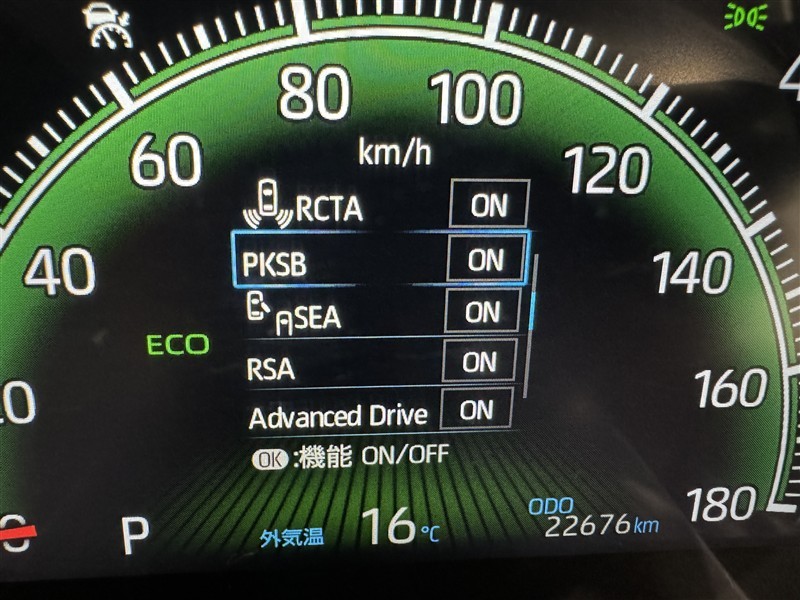 80
100
60
km/h
120
RCTA ON
PKSB ON
40
140
SEA ON
ECO
RSA ON
160
Advanced Drive ON
OK:機能 ON/OFF
P
外気温 16℃
ODO
22676km
180